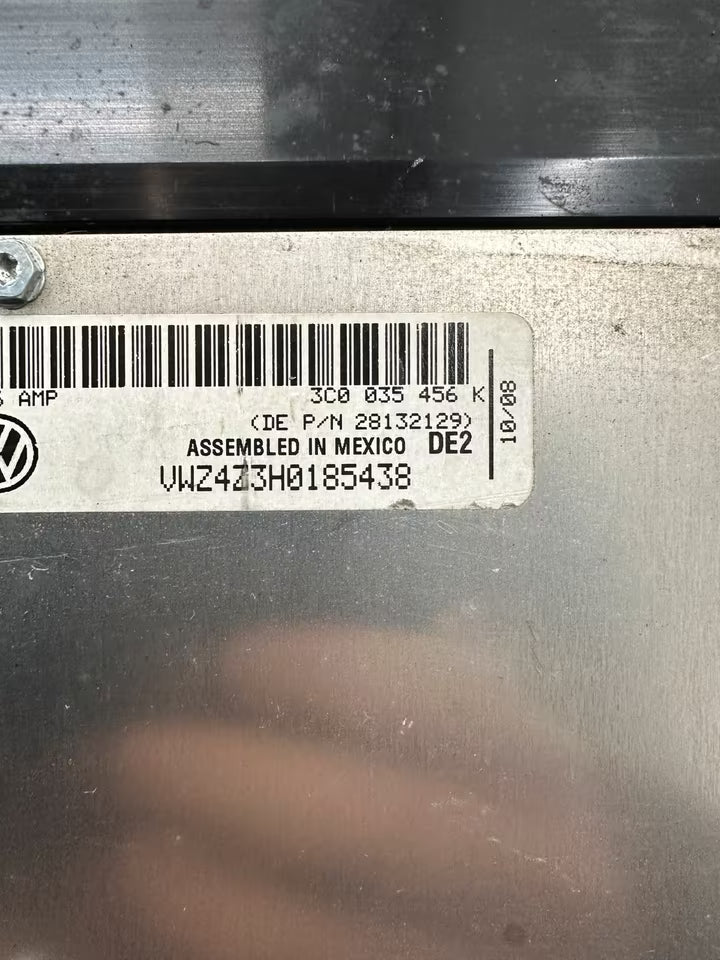 AMP 3C0 035 456 K
(DE P/N 28132129)
ASSEMBLED IN MEXICO DE2
VWZ4Z3H0185438
10/08